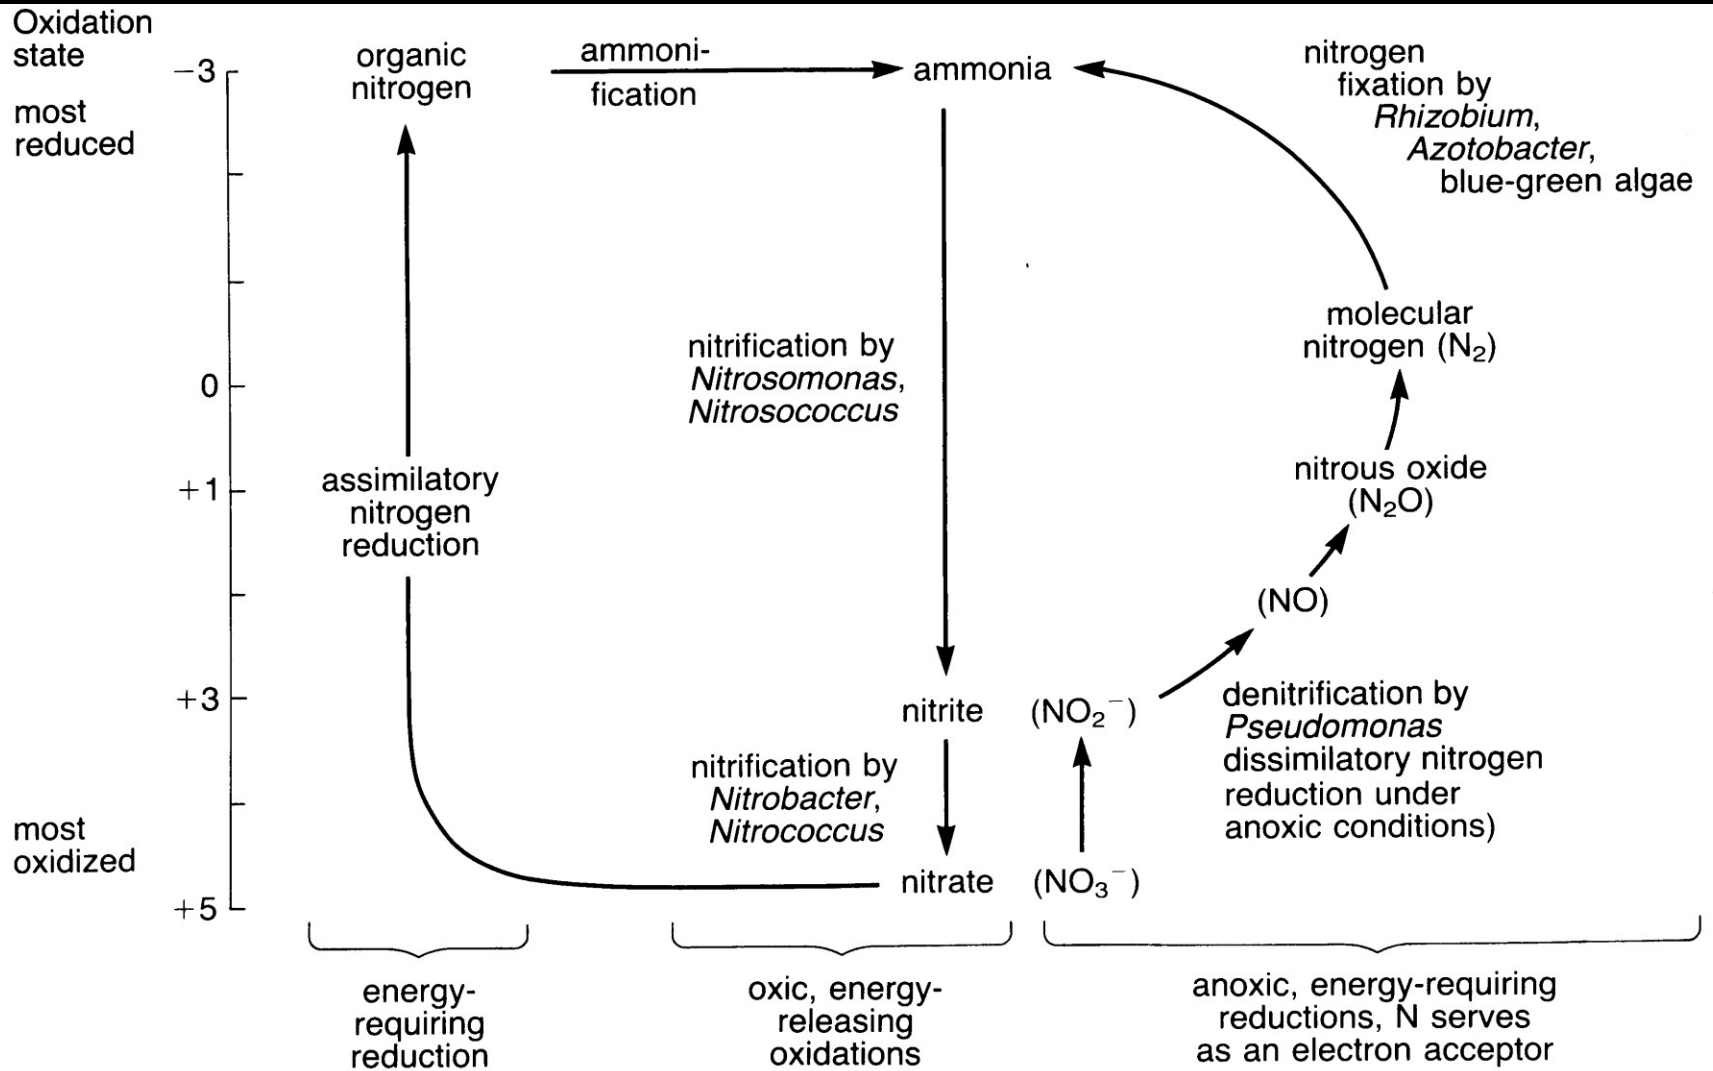 Oxidation
state
−3
most
reduced
0
+1
+3
most
oxidized
+5
organic
nitrogen
ammoni-
fication
ammonia
nitrogen
fixation by
Rhizobium,
Azotobacter,
blue-green algae
molecular
nitrogen (N₂)
nitrification by
Nitrosomonas,
Nitrosococcus
assimilatory
nitrogen
reduction
nitrous oxide
(N₂O)
(NO)
nitrite (NO₂⁻)
denitrification by
Pseudomonas
dissimilatory nitrogen
reduction under
anoxic conditions)
nitrification by
Nitrobacter,
Nitrococcus
nitrate (NO₃⁻)
energy-
requiring
reduction
oxic, energy-
releasing
oxidations
anoxic, energy-requiring
reductions, N serves
as an electron acceptor